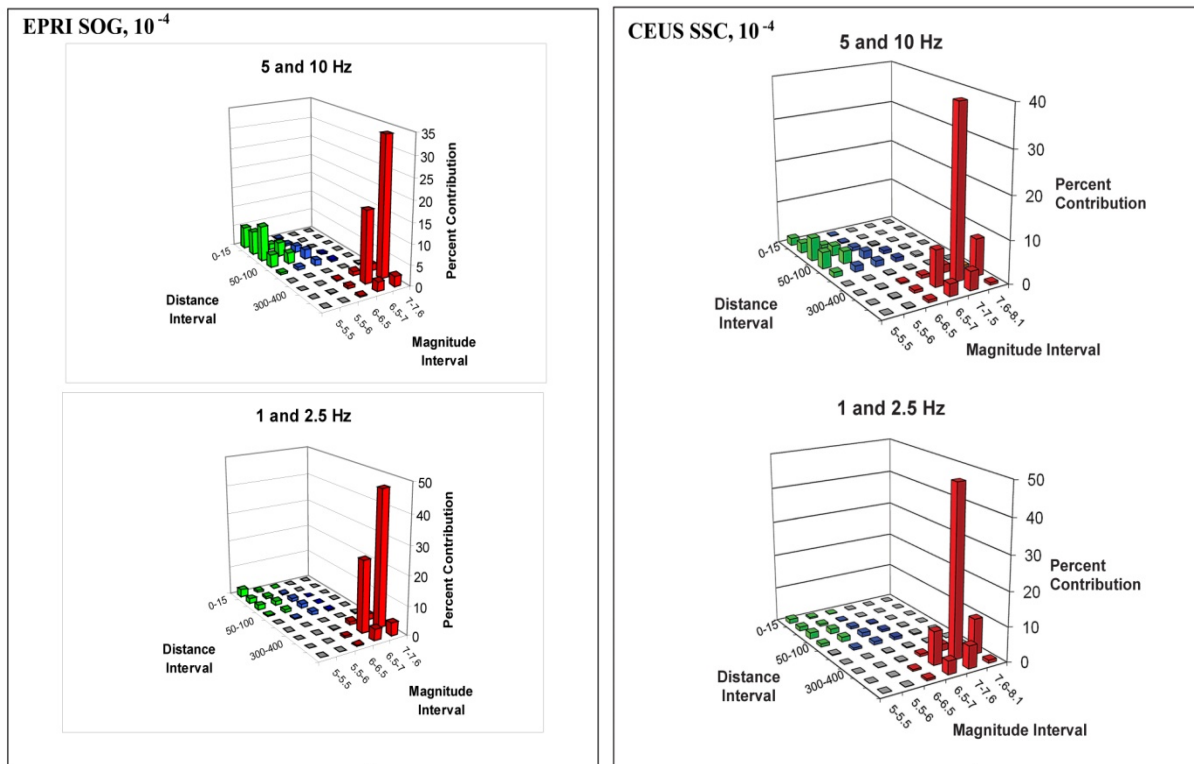 EPRI SOG, 10 -4
5 and 10 Hz
35
30
25
20
15
10
5
0
Percent Contribution
0-15
50-100
300-400
Distance
Interval
5-5.5
5.5-6
6-6.5
6.5-7
7-7.6
Magnitude
Interval
1 and 2.5 Hz
50
40
30
20
10
0
Percent Contribution
0-15
50-100
300-400
Distance
Interval
5-5.5
5.5-6
6-6.5
6.5-7
7-7.6
Magnitude
Interval
CEUS SSC, 10 -4
5 and 10 Hz
40
30
20
10
0
Percent
Contribution
0-15
50-100
300-400
Distance
Interval
5-5.5
5.5-6
6-6.5
6.5-7
7-7.5
7.6-8.1
Magnitude Interval
1 and 2.5 Hz
50
40
30
20
10
0
Percent
Contribution
0-15
50-100
300-400
Distance
Interval
5-5.5
5.5-6
6-6.5
6.5-7
7-7.6
7.6-8.1
Magnitude Interval